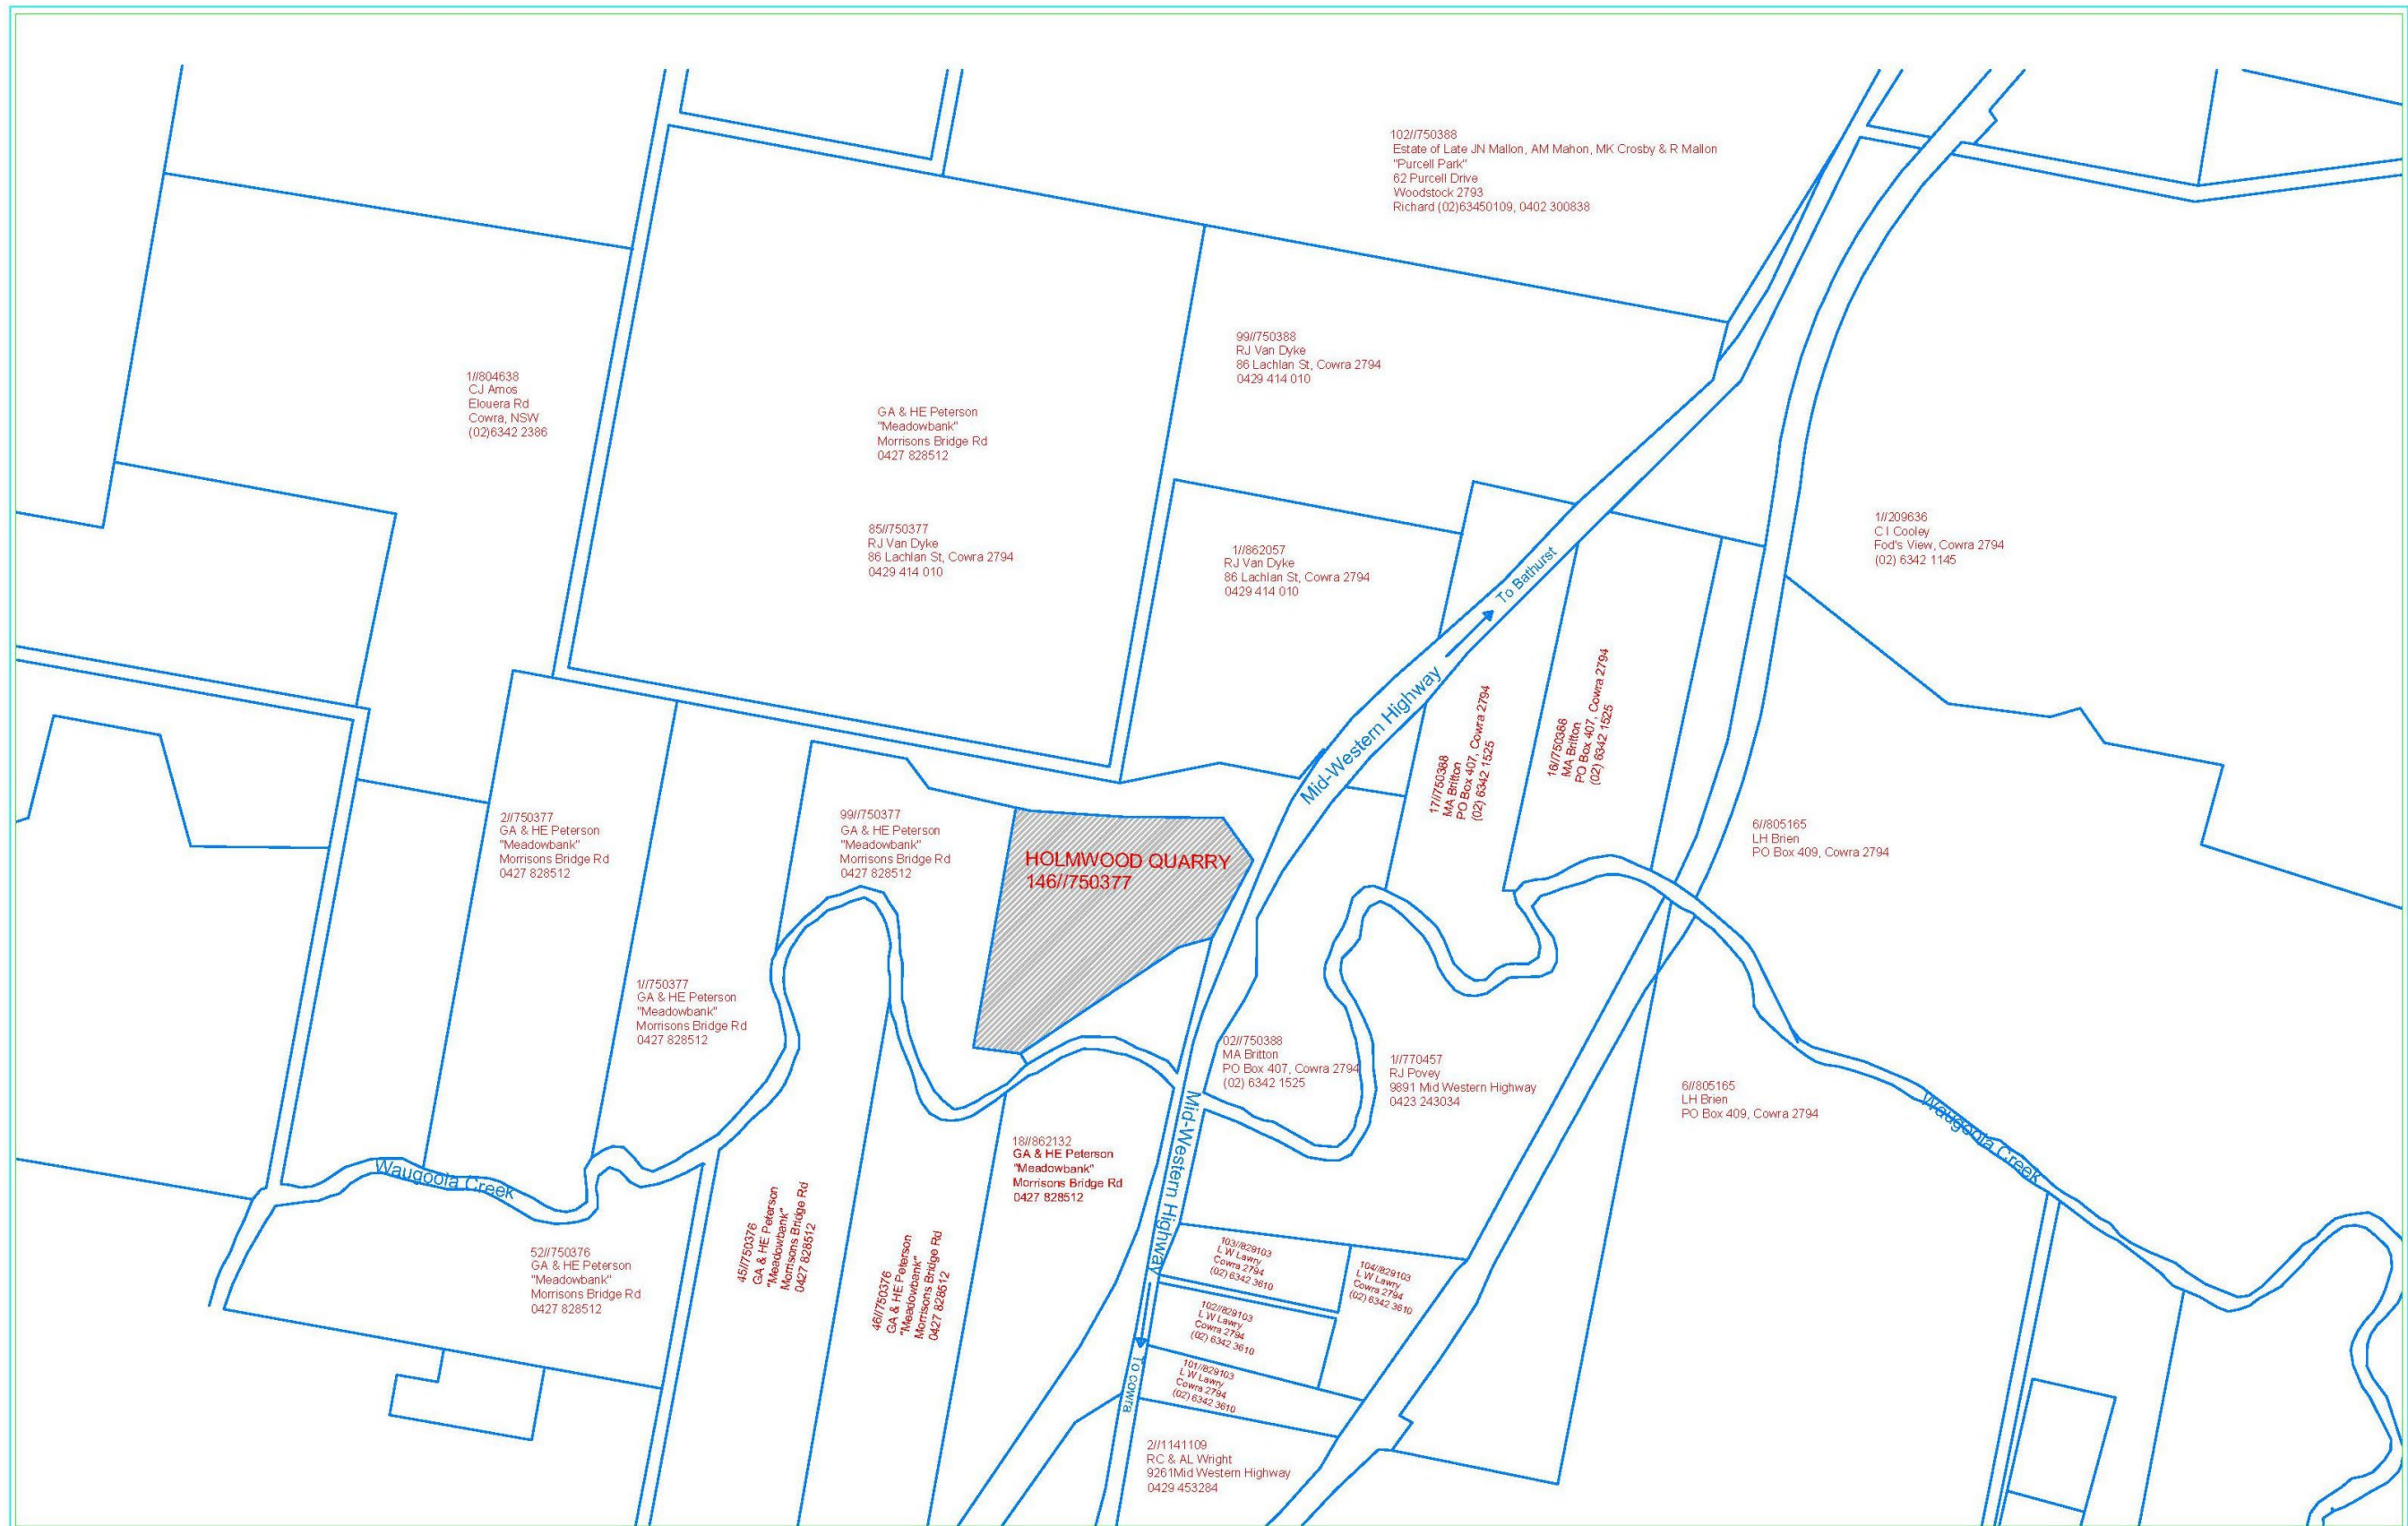 102//750388
Estate of Late JN Mallon, AM Mahon, MK Crosby & R Mallon
"Purcell Park"
62 Purcell Drive
Woodstock 2793
Richard (02)63450109, 0402 300838
99//750388
RJ Van Dyke
86 Lachlan St, Cowra 2794
0429 414 010
1//804638
CJ Amos
Elouera Rd
Cowra, NSW
(02)6342 2386
GA & HE Peterson
"Meadowbank"
Morrisons Bridge Rd
0427 828512
85//750377
RJ Van Dyke
86 Lachlan St, Cowra 2794
0429 414 010
1//862057
RJ Van Dyke
86 Lachlan St, Cowra 2794
0429 414 010
1//209636
C I Cooley
Fod's View, Cowra 2794
(02) 6342 1145
To Bathurst
Mid-Western Highway
17//750388
MA Britton
PO Box 407, Cowra 2794
(02) 6342 1525
16//750388
MA Britton
PO Box 407, Cowra 2794
(02) 6342 1525
2//750377
GA & HE Peterson
"Meadowbank"
Morrisons Bridge Rd
0427 828512
99//750377
GA & HE Peterson
"Meadowbank"
Morrisons Bridge Rd
0427 828512
HOLMWOOD QUARRY
146//750377
6//805165
LH Brien
PO Box 409, Cowra 2794
1//750377
GA & HE Peterson
"Meadowbank"
Morrisons Bridge Rd
0427 828512
02//750388
MA Britton
PO Box 407, Cowra 2794
(02) 6342 1525
1//770457
RJ Povey
9891 Mid Western Highway
0423 243034
6//805165
LH Brien
PO Box 409, Cowra 2794
Waugoola Creek
Waugoola Creek
18//862132
GA & HE Peterson
"Meadowbank"
Morrisons Bridge Rd
0427 828512
Mid-Western Highway
45//750376
GA & HE Peterson
"Meadowbank"
Morrisons Bridge Rd
0427 828512
46//750376
GA & HE Peterson
"Meadowbank"
Morrisons Bridge Rd
0427 828512
52//750376
GA & HE Peterson
"Meadowbank"
Morrisons Bridge Rd
0427 828512
103//829103
L W Lawry
Cowra 2794
(02) 6342 3610
104//829103
L W Lawry
Cowra 2794
(02) 6342 3610
102//829103
L W Lawry
Cowra 2794
(02) 6342 3610
101//829103
L W Lawry
Cowra 2794
(02) 6342 3610
To cowra
2//1141109
RC & AL Wright
9261Mid Western Highway
0429 453284